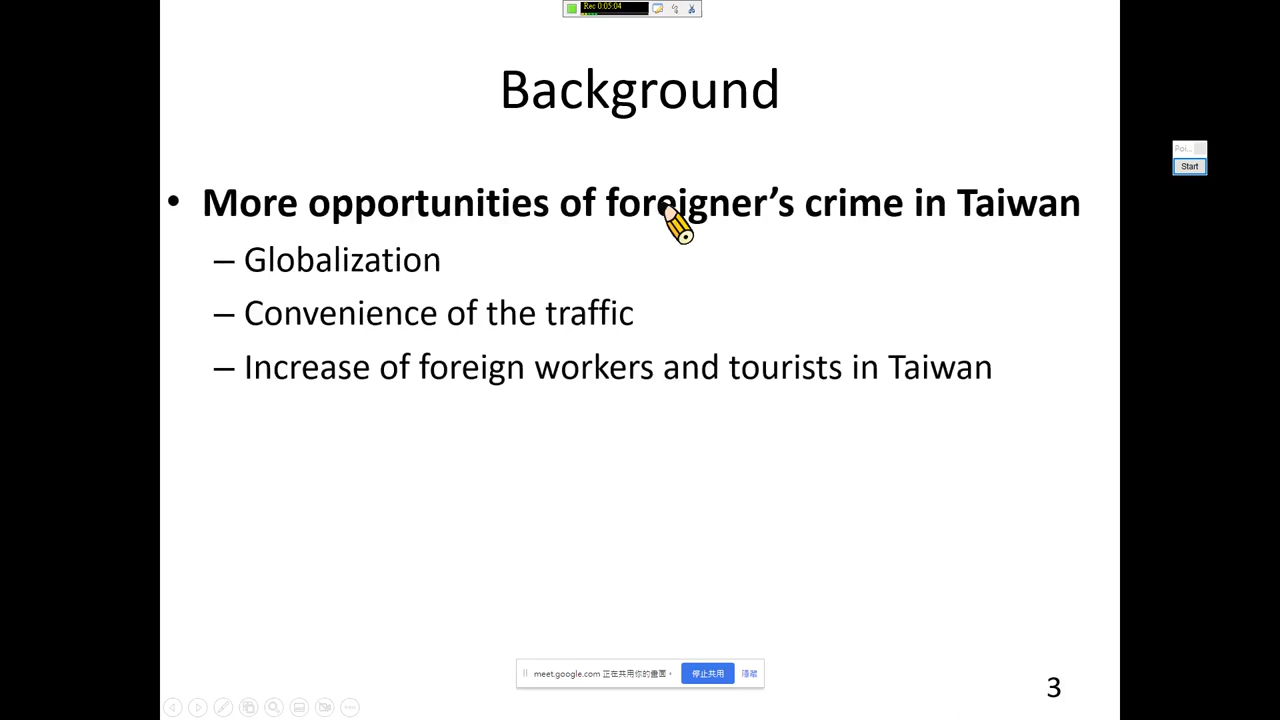 Rec 0:05:04
Background
Poi...
Start
• More opportunities of foreigner’s crime in Taiwan
– Globalization
– Convenience of the traffic
– Increase of foreign workers and tourists in Taiwan
meet.google.com 正在共用你的畫面。 停止共用 隱藏
3